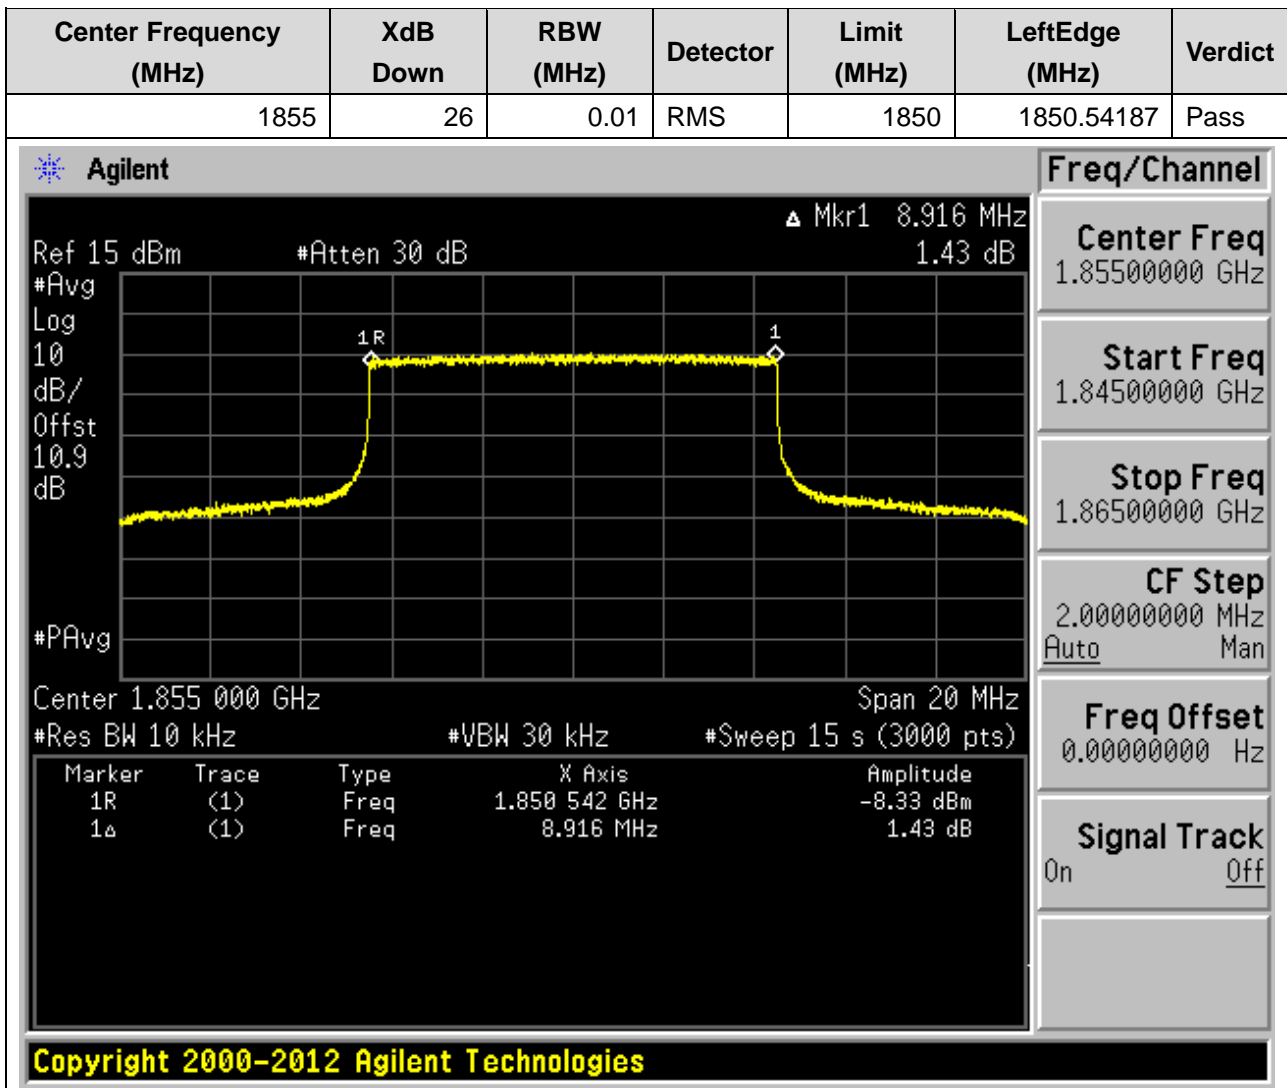 Center Frequency (MHz) XdB Down RBW (MHz) Detector Limit (MHz) LeftEdge (MHz) Verdict
1855 26 0.01 RMS 1850 1850.54187 Pass
Agilent
Freq/Channel
Δ Mkr1 8.916 MHz
Ref 15 dBm #Atten 30 dB 1.43 dB
#Avg
Log
10
dB/
Offst
10.9
dB
#PAvg
1R
1
Center 1.855 000 GHz Span 20 MHz
#Res BW 10 kHz #VBW 30 kHz #Sweep 15 s (3000 pts)
Marker Trace Type X Axis Amplitude
1R (1) Freq 1.850 542 GHz -8.33 dBm
1Δ (1) Freq 8.916 MHz 1.43 dB
Center Freq
1.85500000 GHz
Start Freq
1.84500000 GHz
Stop Freq
1.86500000 GHz
CF Step
2.00000000 MHz
Auto Man
Freq Offset
0.00000000 Hz
Signal Track
On Off
Copyright 2000-2012 Agilent Technologies